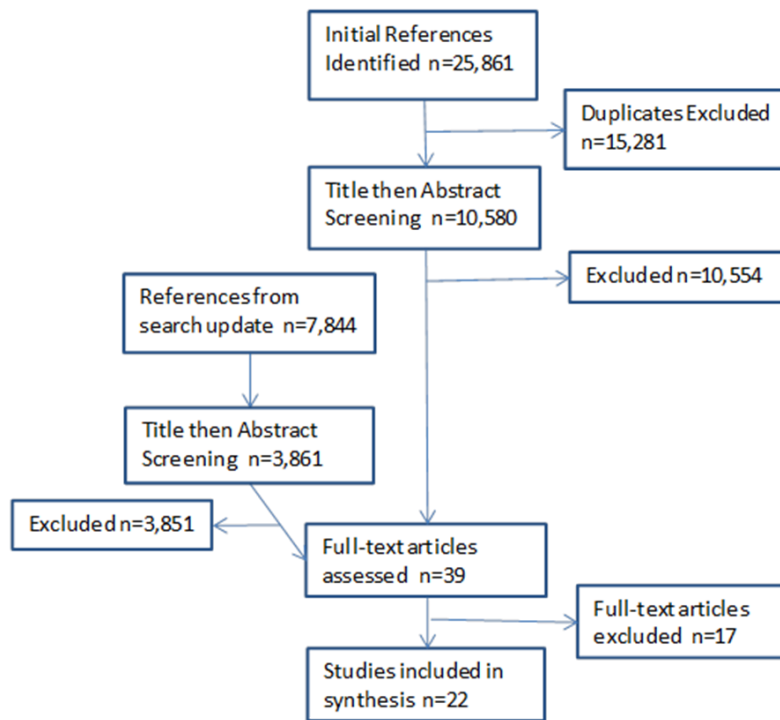 Initial References
Identified n=25,861
Duplicates Excluded
n=15,281
Title then Abstract
Screening n=10,580
Excluded n=10,554
References from
search update n=7,844
Title then Abstract
Screening n=3,861
Excluded n=3,851
Full-text articles
assessed n=39
Full-text articles
excluded n=17
Studies included in
synthesis n=22